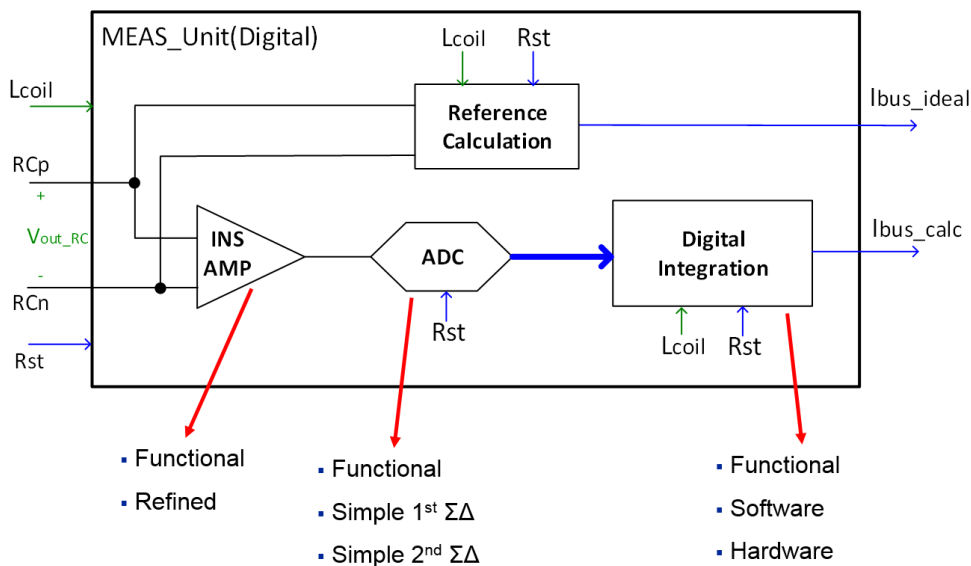 MEAS_Unit(Digital)
Lcoil
Rst
Lcoil
Reference
Calculation
Ibus_ideal
RCp
+
Vout_RC
-
RCn
Rst
INS
AMP
ADC
Rst
Digital
Integration
Ibus_calc
Lcoil
Rst
▪ Functional
▪ Refined
▪ Functional
▪ Simple 1st ΣΔ
▪ Simple 2nd ΣΔ
▪ Functional
▪ Software
▪ Hardware